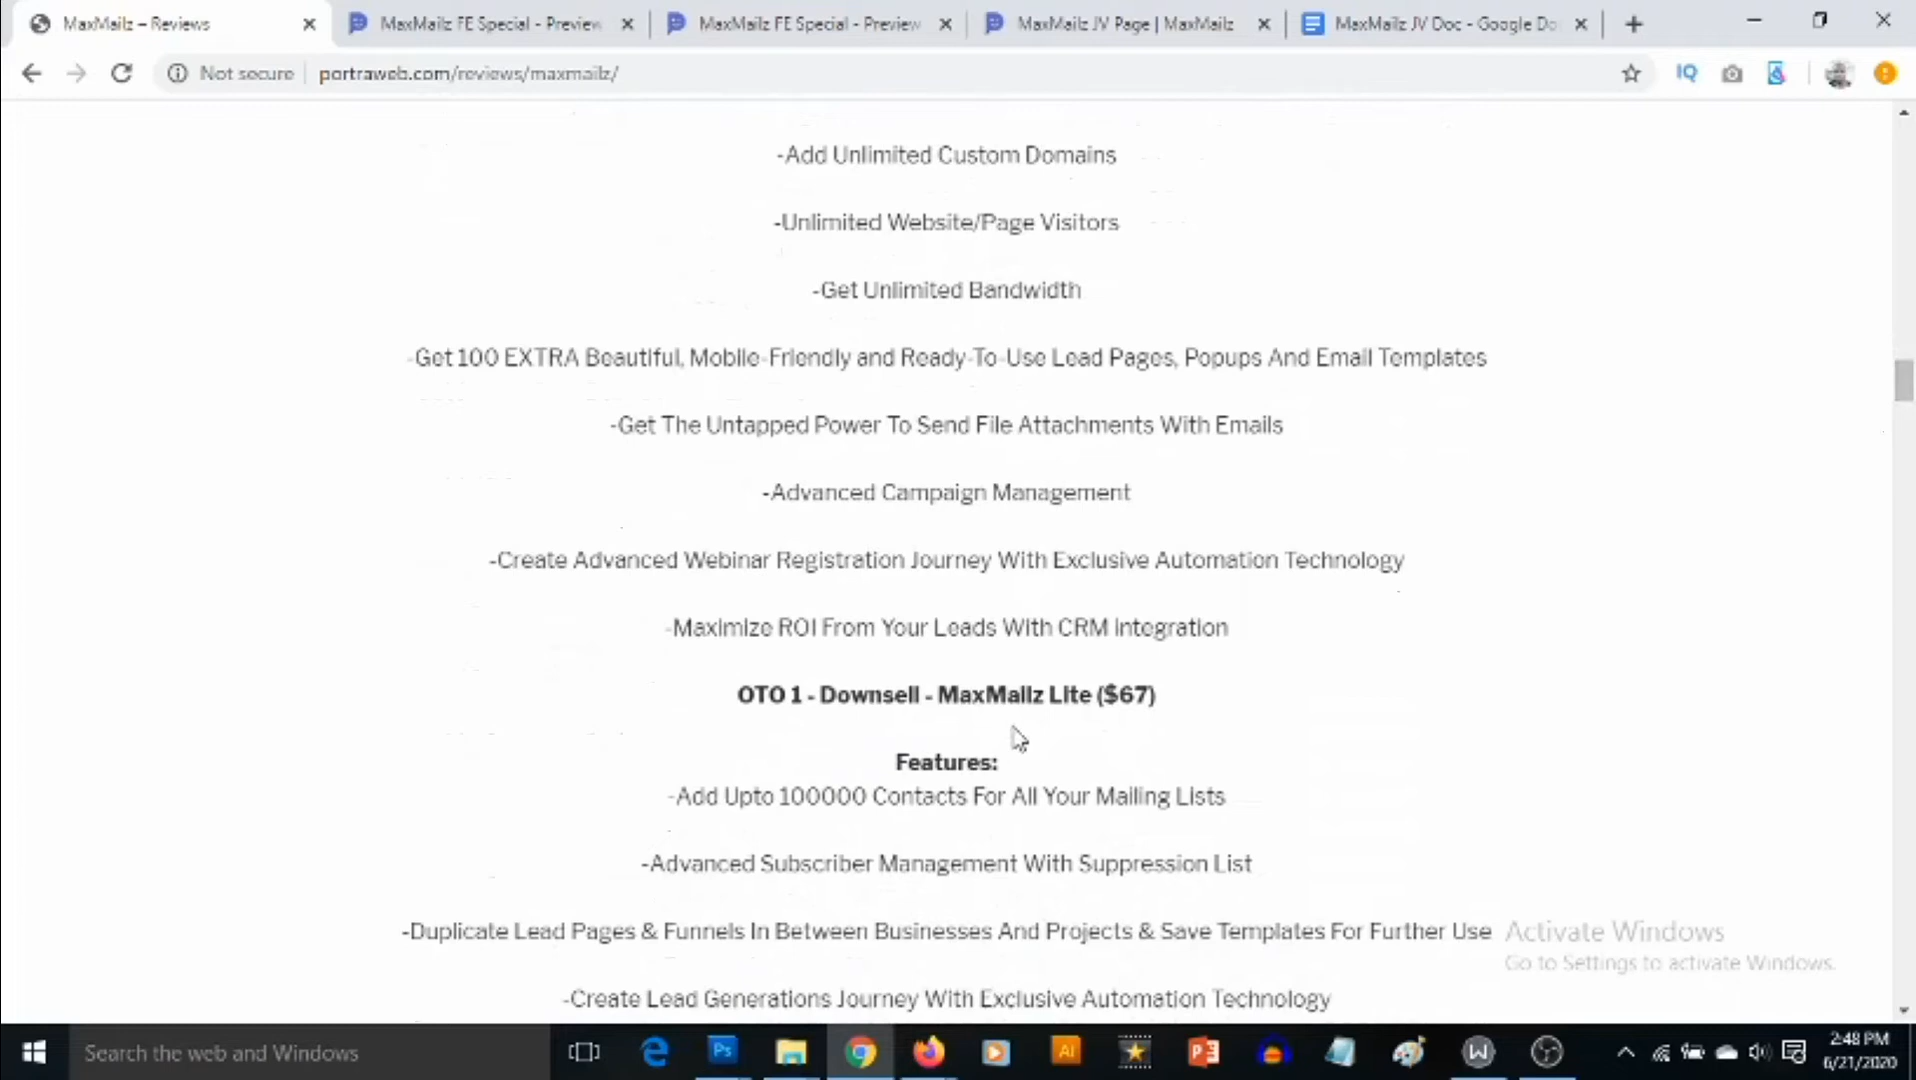 MaxMailz – Reviews
MaxMailz FE Special - Preview
MaxMailz FE Special - Preview
MaxMailz JV Page | MaxMailz
MaxMailz JV Doc - Google Do
Not secure
portraweb.com/reviews/maxmailz/
IQ
-Add Unlimited Custom Domains
-Unlimited Website/Page Visitors
-Get Unlimited Bandwidth
-Get 100 EXTRA Beautiful, Mobile-Friendly and Ready-To-Use Lead Pages, Popups And Email Templates
-Get The Untapped Power To Send File Attachments With Emails
-Advanced Campaign Management
-Create Advanced Webinar Registration Journey With Exclusive Automation Technology
-Maximize ROI From Your Leads With CRM integration
OTO 1 - Downsell - MaxMailz Lite ($67)
Features:
-Add Upto 100000 Contacts For All Your Mailing Lists
-Advanced Subscriber Management With Suppression List
-Duplicate Lead Pages & Funnels In Between Businesses And Projects & Save Templates For Further Use
Activate Windows
Go to Settings to activate Windows.
-Create Lead Generations Journey With Exclusive Automation Technology
Search the web and Windows
Ps
Ai
2:48 PM
6/21/2020